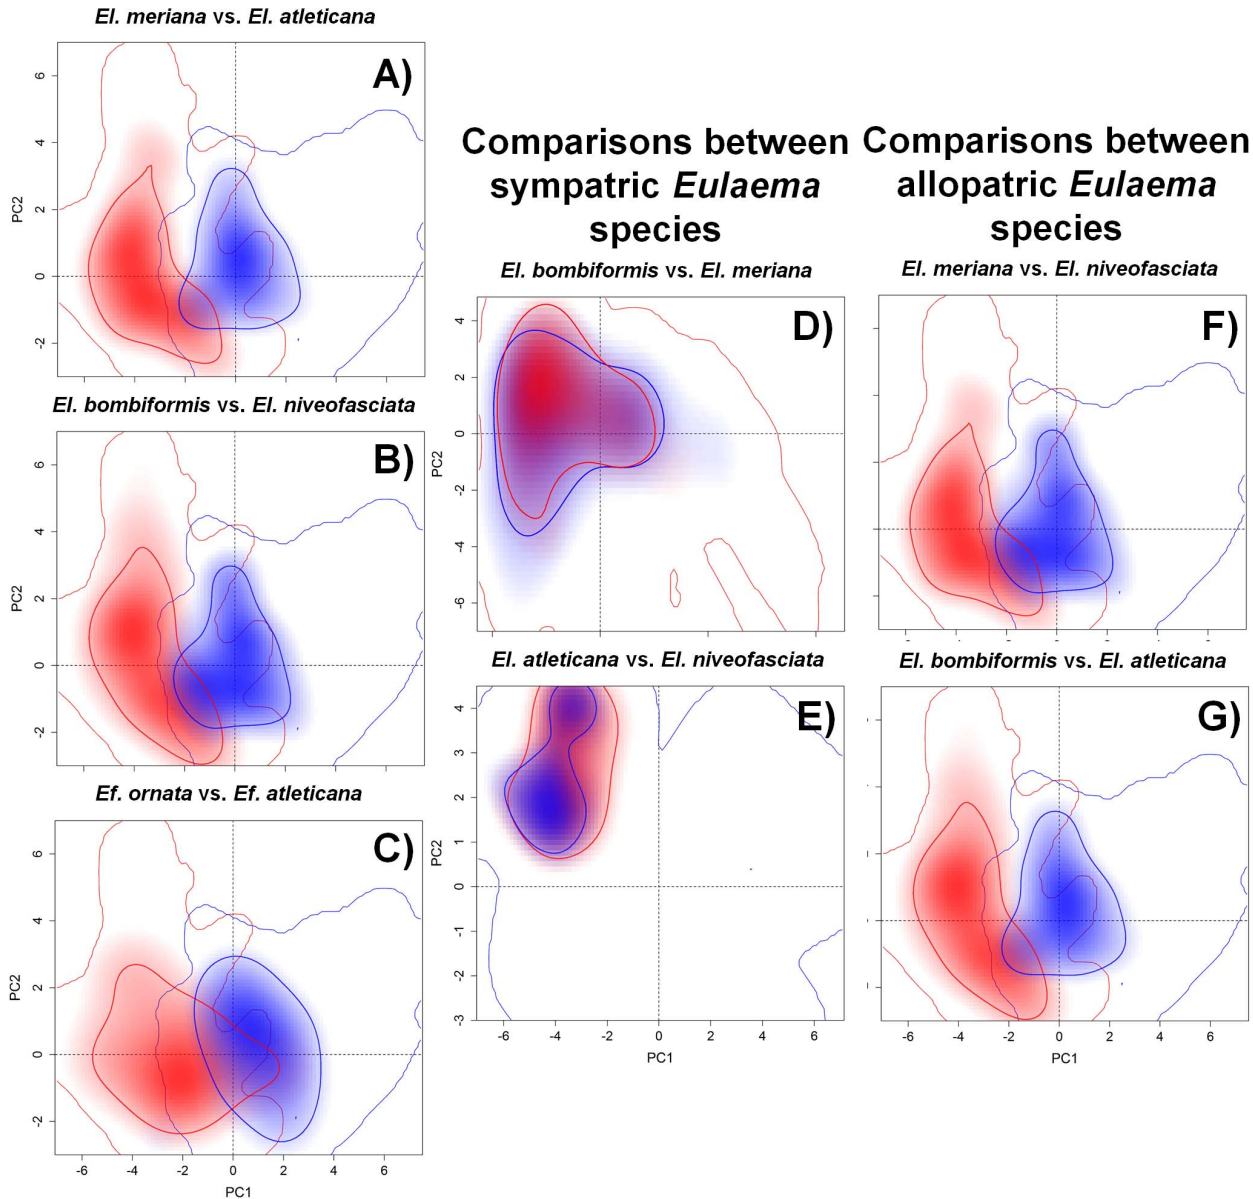 El. meriana vs. El. atleticana
A)
PC2
6
4
2
0
-2
El. bombiformis vs. El. niveofasciata
B)
PC2
6
4
2
0
-2
Ef. ornata vs. Ef. atleticana
C)
PC2
6
4
2
0
-2
-6 -4 -2 0 2 4 6
PC1
Comparisons between
sympatric Eulaema
species
El. bombiformis vs. El. meriana
D)
PC2
4
2
0
-2
-4
-6
El. atleticana vs. El. niveofasciata
E)
PC2
4
3
2
1
0
-1
-2
-3
-6 -4 -2 0 2 4 6
PC1
Comparisons between
allopatric Eulaema
species
El. meriana vs. El. niveofasciata
F)
El. bombiformis vs. El. atleticana
G)
-6 -4 -2 0 2 4 6
PC1